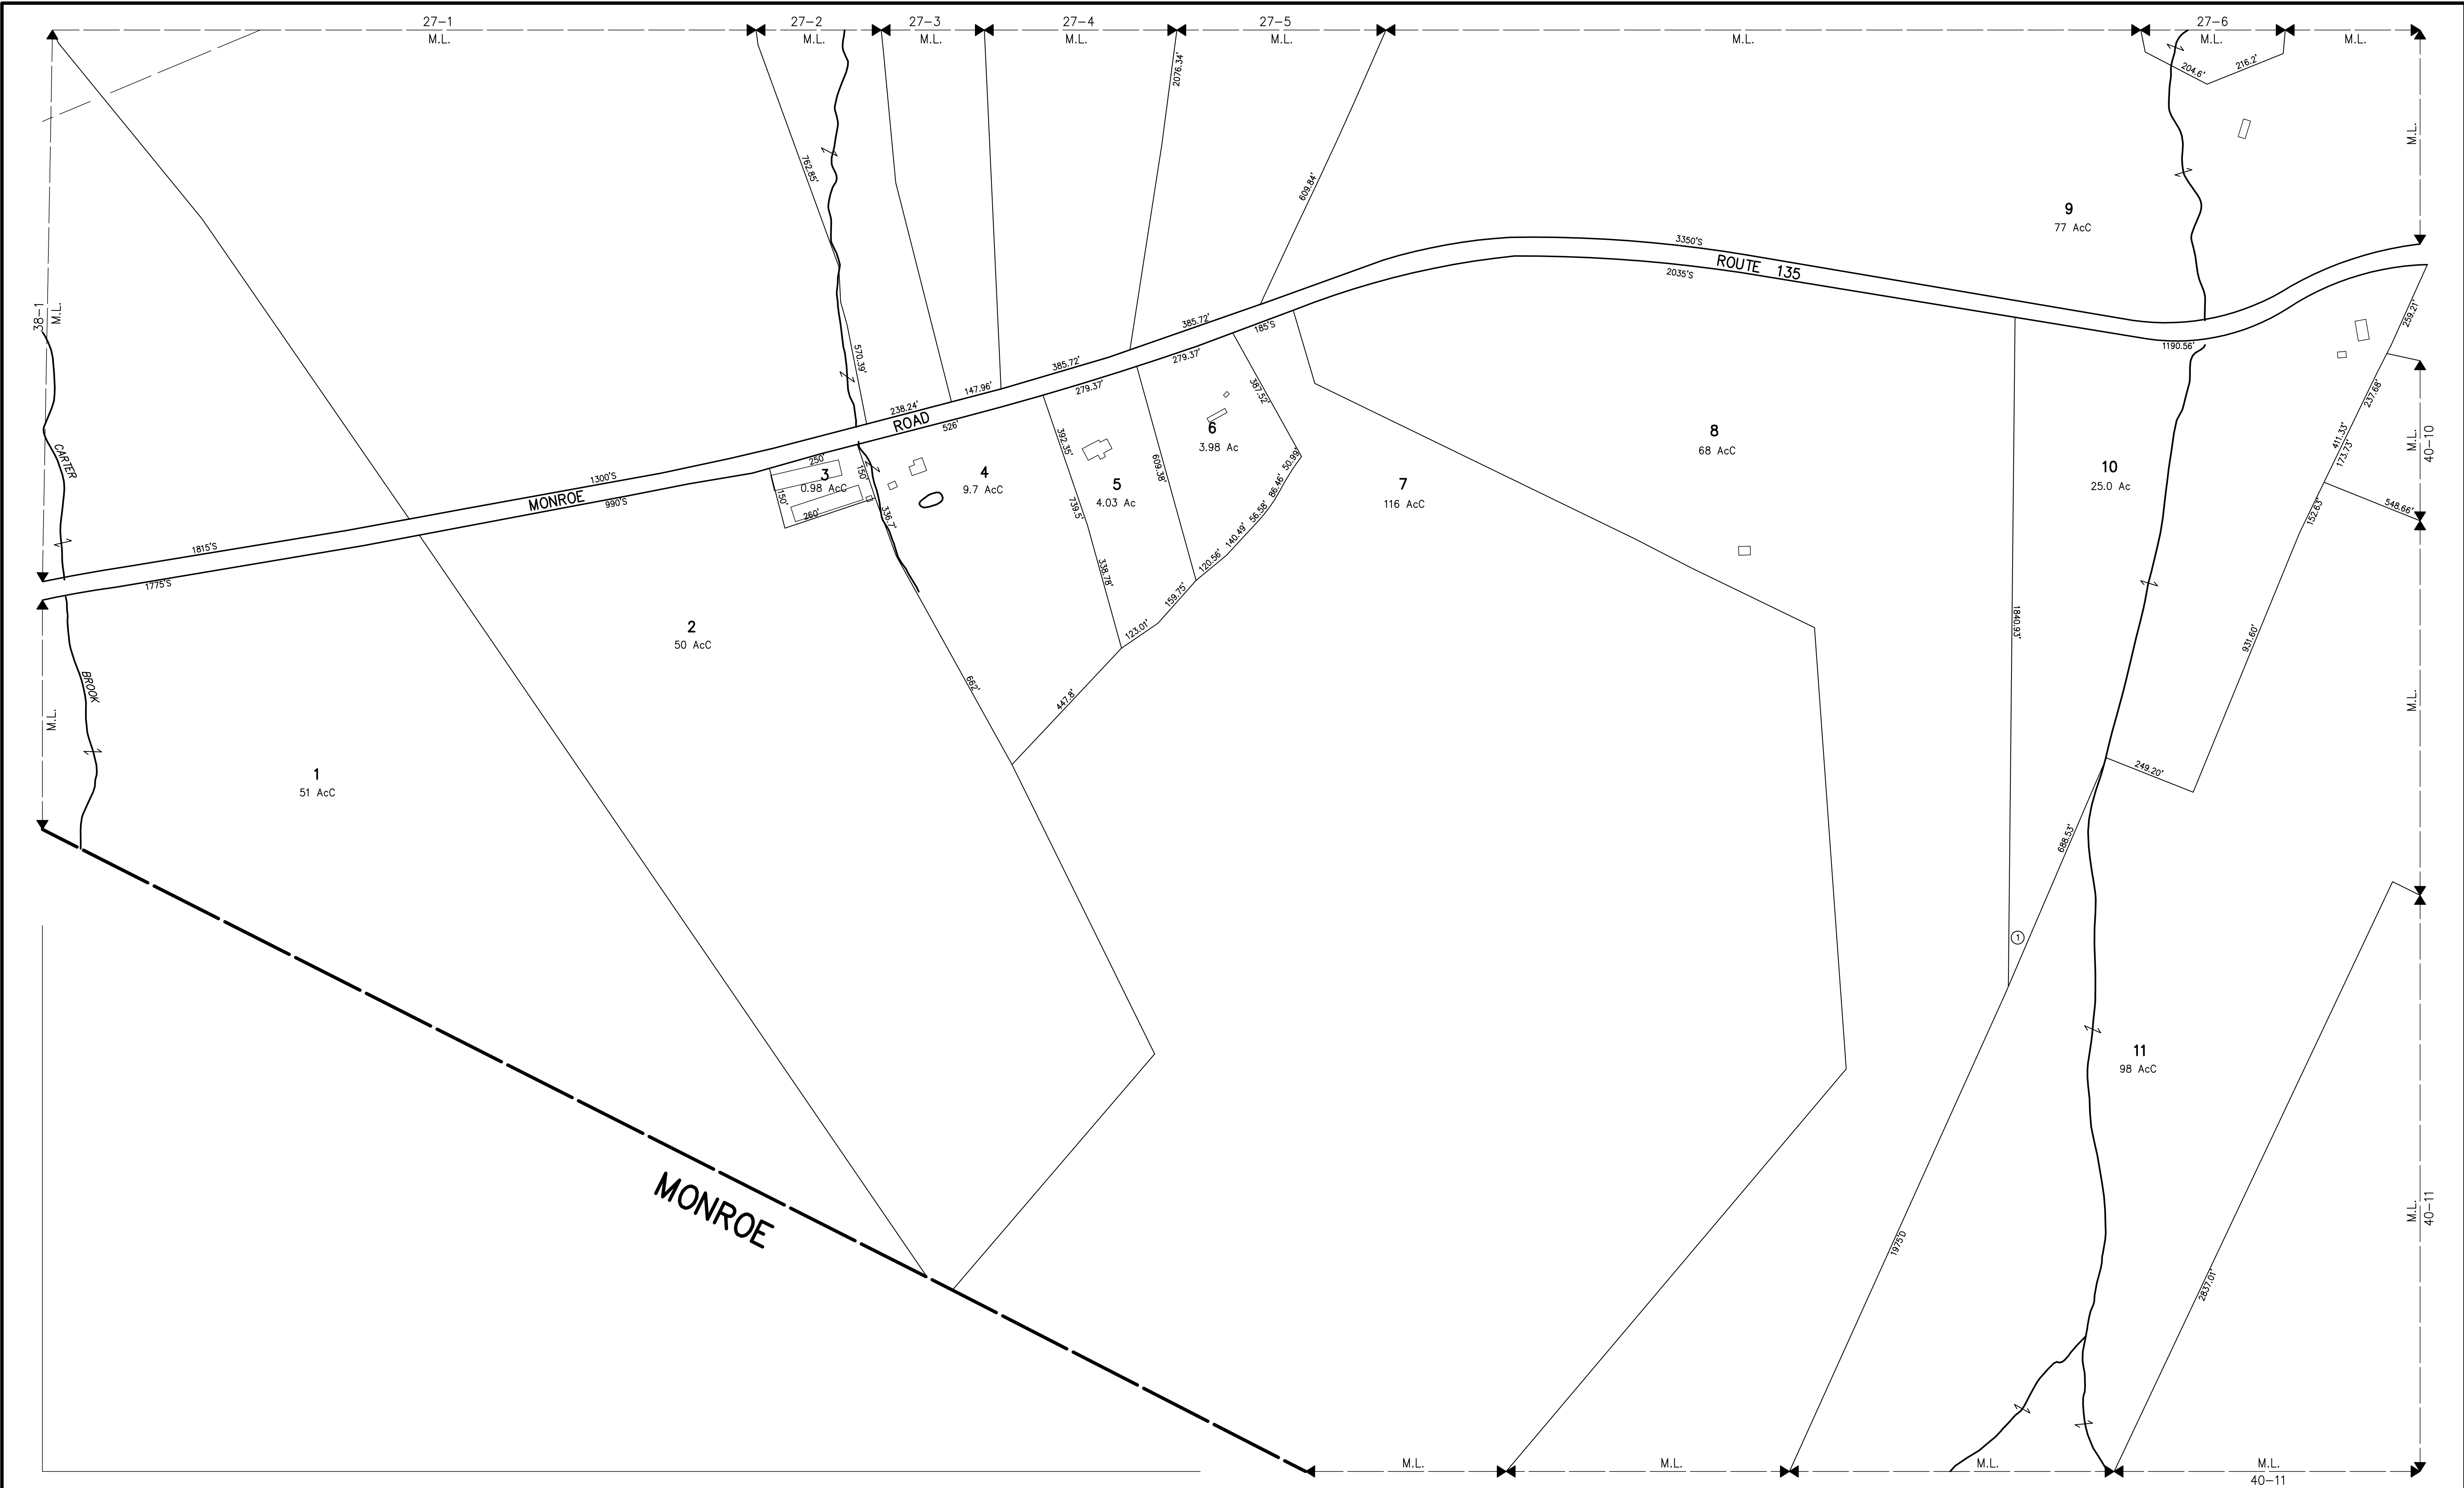 27-1
27-2
27-3
27-4
27-5
27-6
M.L.
M.L.
M.L.
M.L.
M.L.
M.L.
M.L.
M.L.
2076.34'
204.6'
216.2'
762.85'
609.84'
M.L.
9
77 AcC
3350'S
ROUTE 135
2035'S
38-1
M.L.
570.39'
385.72'
185'S
259.21'
1190.56'
385.72'
279.37'
147.96'
279.37'
238.24'
ROAD
526'
387.52'
237.68'
M.L.
40-10
CARTER
392.35'
6
3.98 Ac
8
68 AcC
411.33'
173.73'
250'
3
0.98 AcC
150'
4
9.7 AcC
609.38'
50.99'
10
25.0 Ac
1300'S
MONROE
990'S
150'
260'
336.7'
739.5'
5
4.03 Ac
86.46'
56.58'
7
116 AcC
152.63'
548.66'
1815'S
1775'S
140.49'
120.56'
338.78'
159.75'
123.01'
1840.93'
2
50 AcC
931.60'
BROOK
662'
447.8'
M.L.
M.L.
1
51 AcC
249.20'
688.53'
1
11
98 AcC
MONROE
1975'D
2837.01'
M.L.
40-11
M.L.
M.L.
M.L.
M.L.
40-11